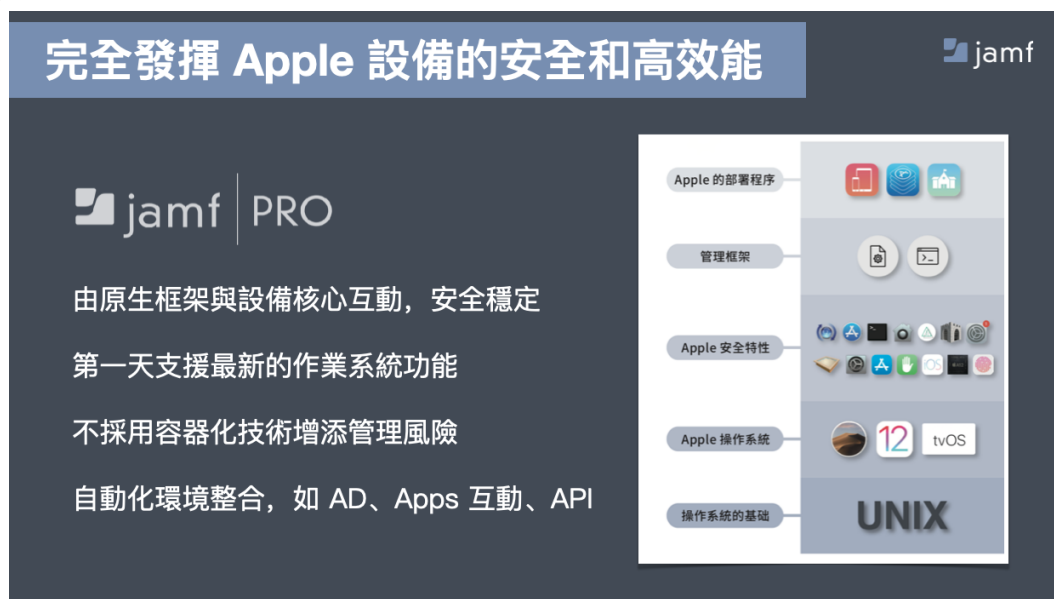 完全發揮 Apple 設備的安全和高效能
jamf
jamf PRO
由原生框架與設備核心互動，安全穩定
第一天支援最新的作業系統功能
不採用容器化技術增添管理風險
自動化環境整合，如 AD、Apps 互動、API
Apple 的部署程序
管理框架
Apple 安全特性
Apple 操作系統
12
tvOS
操作系統的基础
UNIX